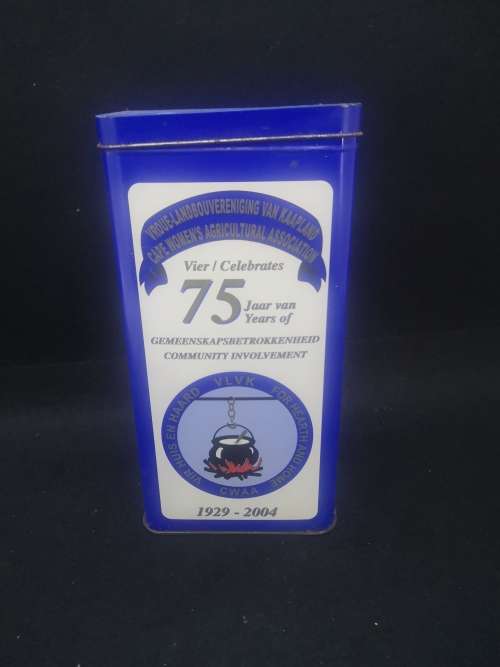 VROUE-LANDBOUVERENIGING VAN KAAPLAND
CAPE WOMEN'S AGRICULTURAL ASSOCIATION
Vier / Celebrates
75 Jaar van
Years of
GEMEENSKAPSBETROKKENHEID
COMMUNITY INVOLVEMENT
VLVK
VIR HUIS EN HAARD
FOR HEARTH AND HOME
CWAA
1929 - 2004